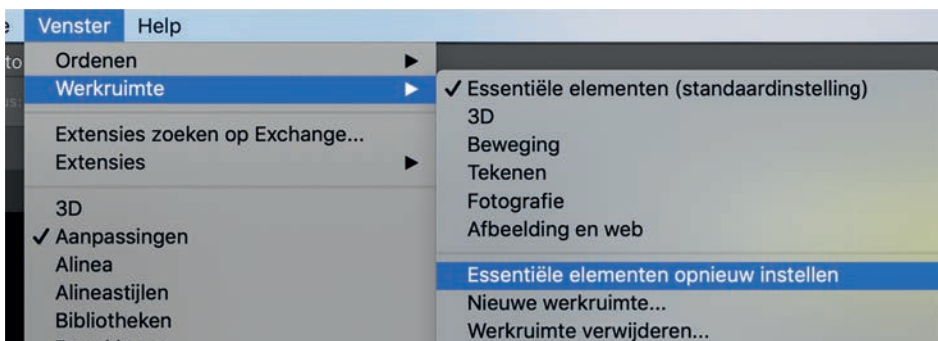 Venster Help
Ordenen
Werkruimte
Extensies zoeken op Exchange...
Extensies
3D
✓ Aanpassingen
Alinea
Alineastijlen
Bibliotheken
✓ Essentiële elementen (standaardinstelling)
3D
Beweging
Tekenen
Fotografie
Afbeelding en web
Essentiële elementen opnieuw instellen
Nieuwe werkruimte...
Werkruimte verwijderen...